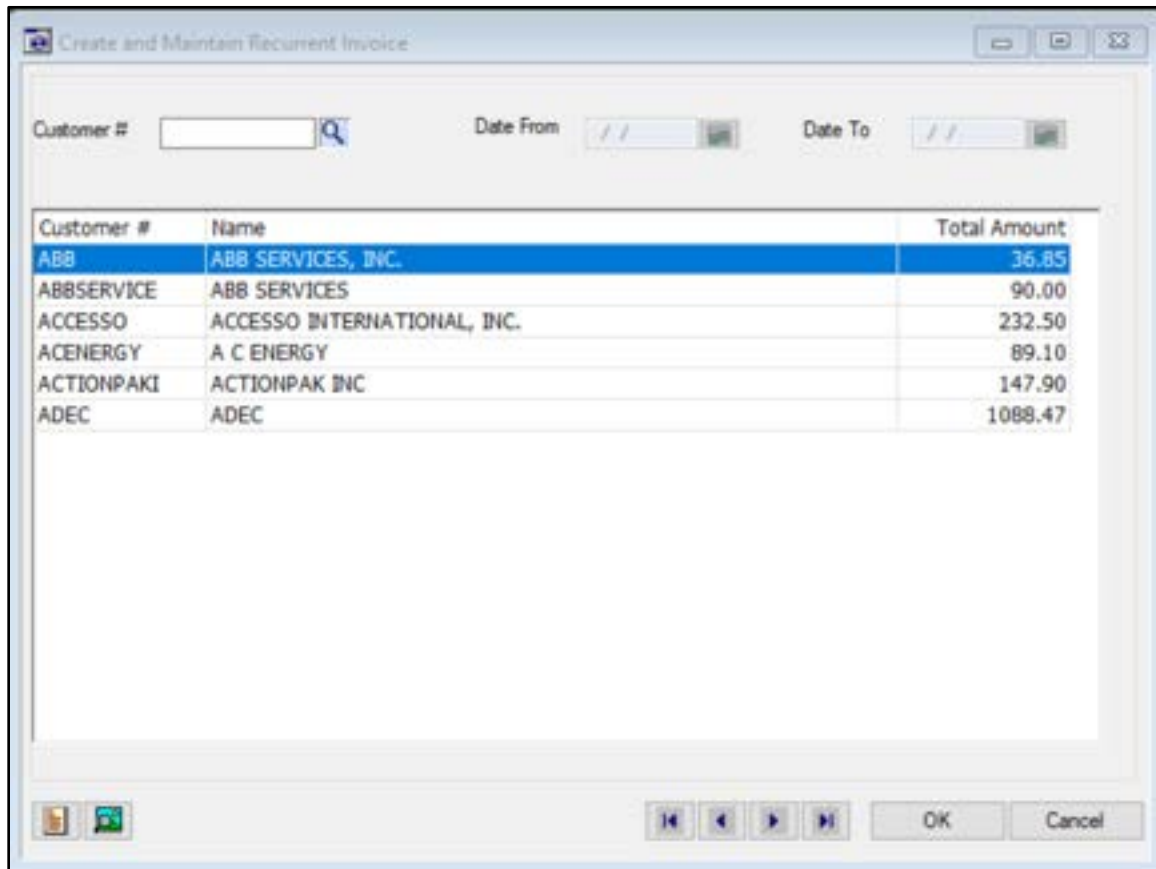 Create and Maintain Recurrent Invoice
Customer # Date From / / Date To / /
Customer # Name Total Amount
ABB ABB SERVICES, INC. 36.85
ABBSERVICE ABB SERVICES 90.00
ACCESSO ACCESSO INTERNATIONAL, INC. 232.50
ACENERGY A C ENERGY 89.10
ACTIONPAKI ACTIONPAK INC 147.90
ADEC ADEC 1088.47
OK Cancel